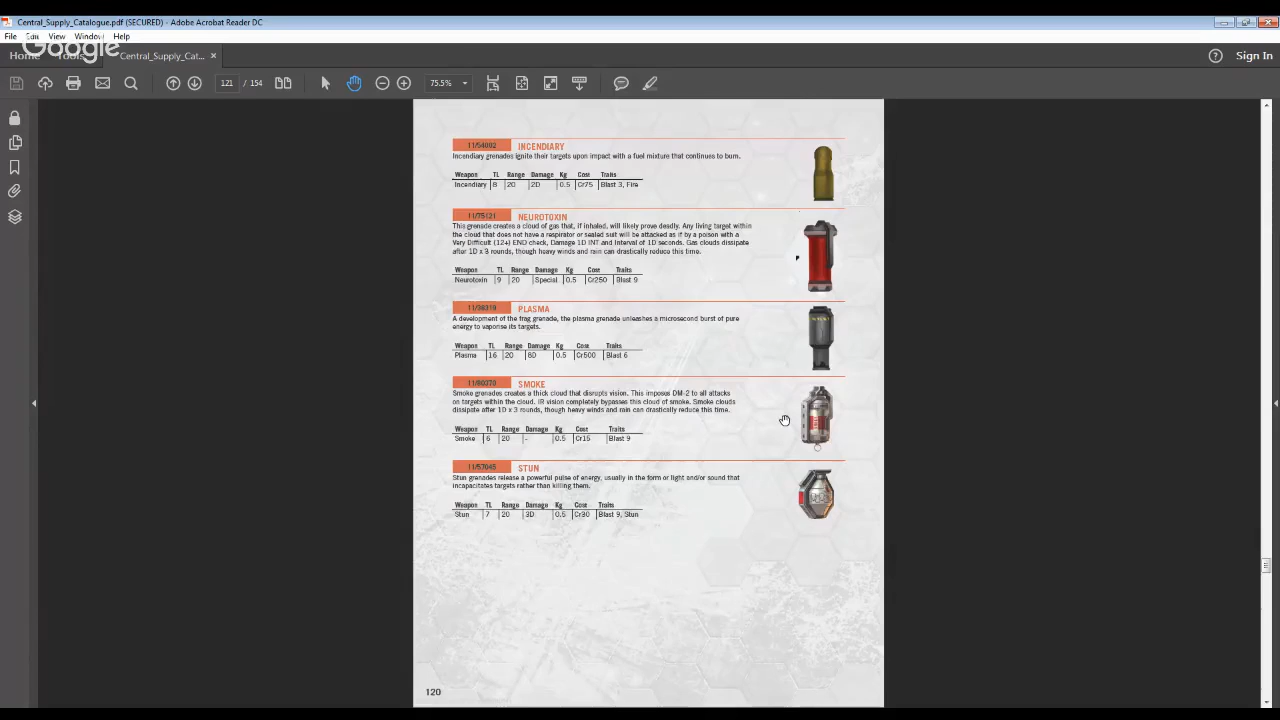 Central_Supply_Catalogue.pdf (SECURED) - Adobe Acrobat Reader DC
File Edit View Window Help
Google
Home Tools Central_Supply_Cat... × ? Sign In
121 / 154 75.5%
11/54002 INCENDIARY
Incendiary grenades ignite their targets upon impact with a fuel mixture that continues to burn.
Weapon TL Range Damage Kg Cost Traits
Incendiary 8 20 2D 0.5 Cr75 Blast 3, Fire
11/75121 NEUROTOXIN
This grenade creates a cloud of gas that, if inhaled, will likely prove deadly. Any living target within
the cloud that does not have a respirator or sealed suit will be attacked as if by a poison with a
Very Difficult (12+) END check, Damage 1D INT and Interval of 1D seconds. Gas clouds dissipate
after 1D x 3 rounds, though heavy winds and rain can drastically reduce this time.
Weapon TL Range Damage Kg Cost Traits
Neurotoxin 9 20 Special 0.5 Cr250 Blast 9
PLASMA
A development of the frag grenade, the plasma grenade unleashes a microsecond burst of pure
energy to vaporise its targets.
Weapon TL Range Damage Kg Cost Traits
Plasma 16 20 8D 0.5 Cr500 Blast 6
11/80370 SMOKE
Smoke grenades creates a thick cloud that disrupts vision. This imposes DM-2 to all attacks
on targets within the cloud. IR vision completely bypasses this cloud of smoke. Smoke clouds
dissipate after 1D x 3 rounds, though heavy winds and rain can drastically reduce this time.
Weapon TL Range Damage Kg Cost Traits
Smoke 6 20 - 0.5 Cr15 Blast 9
11/57045 STUN
Stun grenades release a powerful pulse of energy, usually in the form or light and/or sound that
incapacitates targets rather than killing them.
Weapon TL Range Damage Kg Cost Traits
Stun 7 20 3D 0.5 Cr30 Blast 9, Stun
120